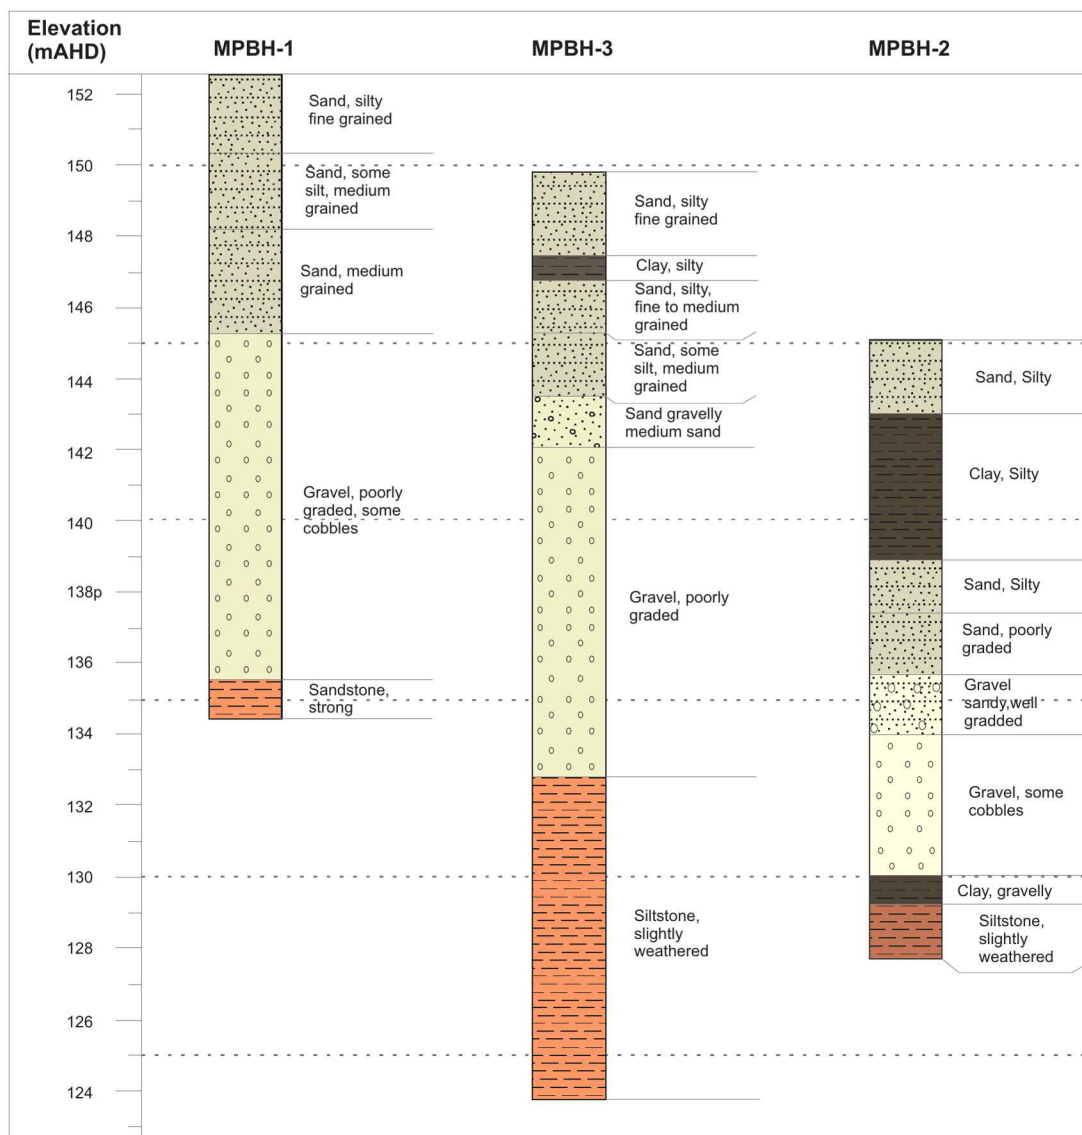 Elevation
(mAHD)
MPBH-1
MPBH-3
MPBH-2
152
150
148
146
144
142
140
138p
136
134
132
130
128
126
124
Sand, silty
fine grained
Sand, some
silt, medium
grained
Sand, medium
grained
Gravel, poorly
graded, some
cobbles
Sandstone,
strong
Sand, silty
fine grained
Clay, silty
Sand, silty,
fine to medium
grained
Sand, some
silt, medium
grained
Sand gravelly
medium sand
Gravel, poorly
graded
Siltstone,
slightly
weathered
Sand, Silty
Clay, Silty
Sand, Silty
Sand, poorly
graded
Gravel
sandy,well
gradded
Gravel, some
cobbles
Clay, gravelly
Siltstone,
slightly
weathered